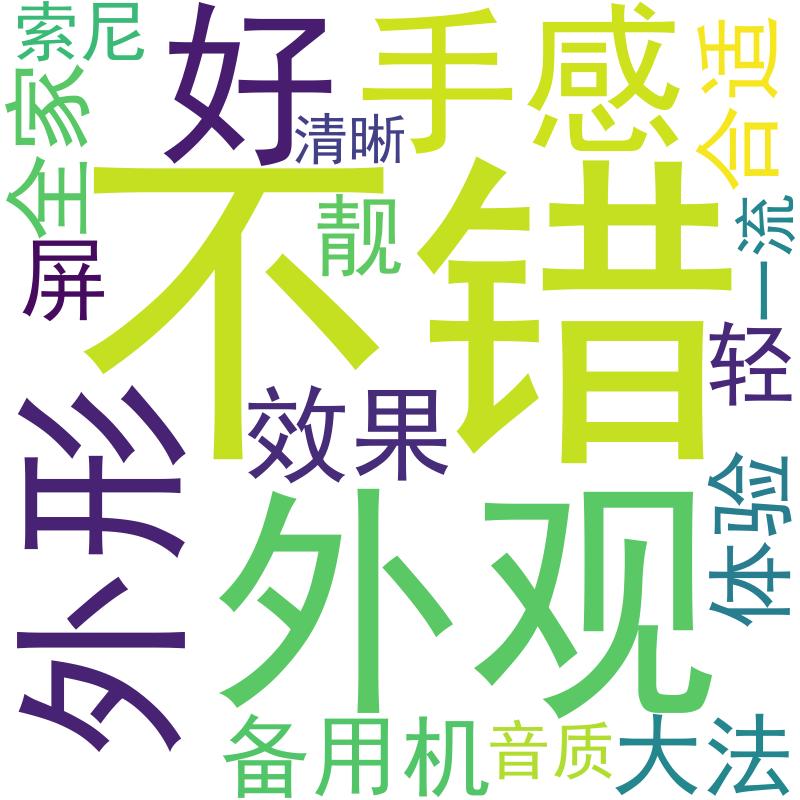 索尼
好
手感
合适
全家
清晰
不错
靓
一流
屏
轻
外形
效果
体验
外观
备用机
音质
大法